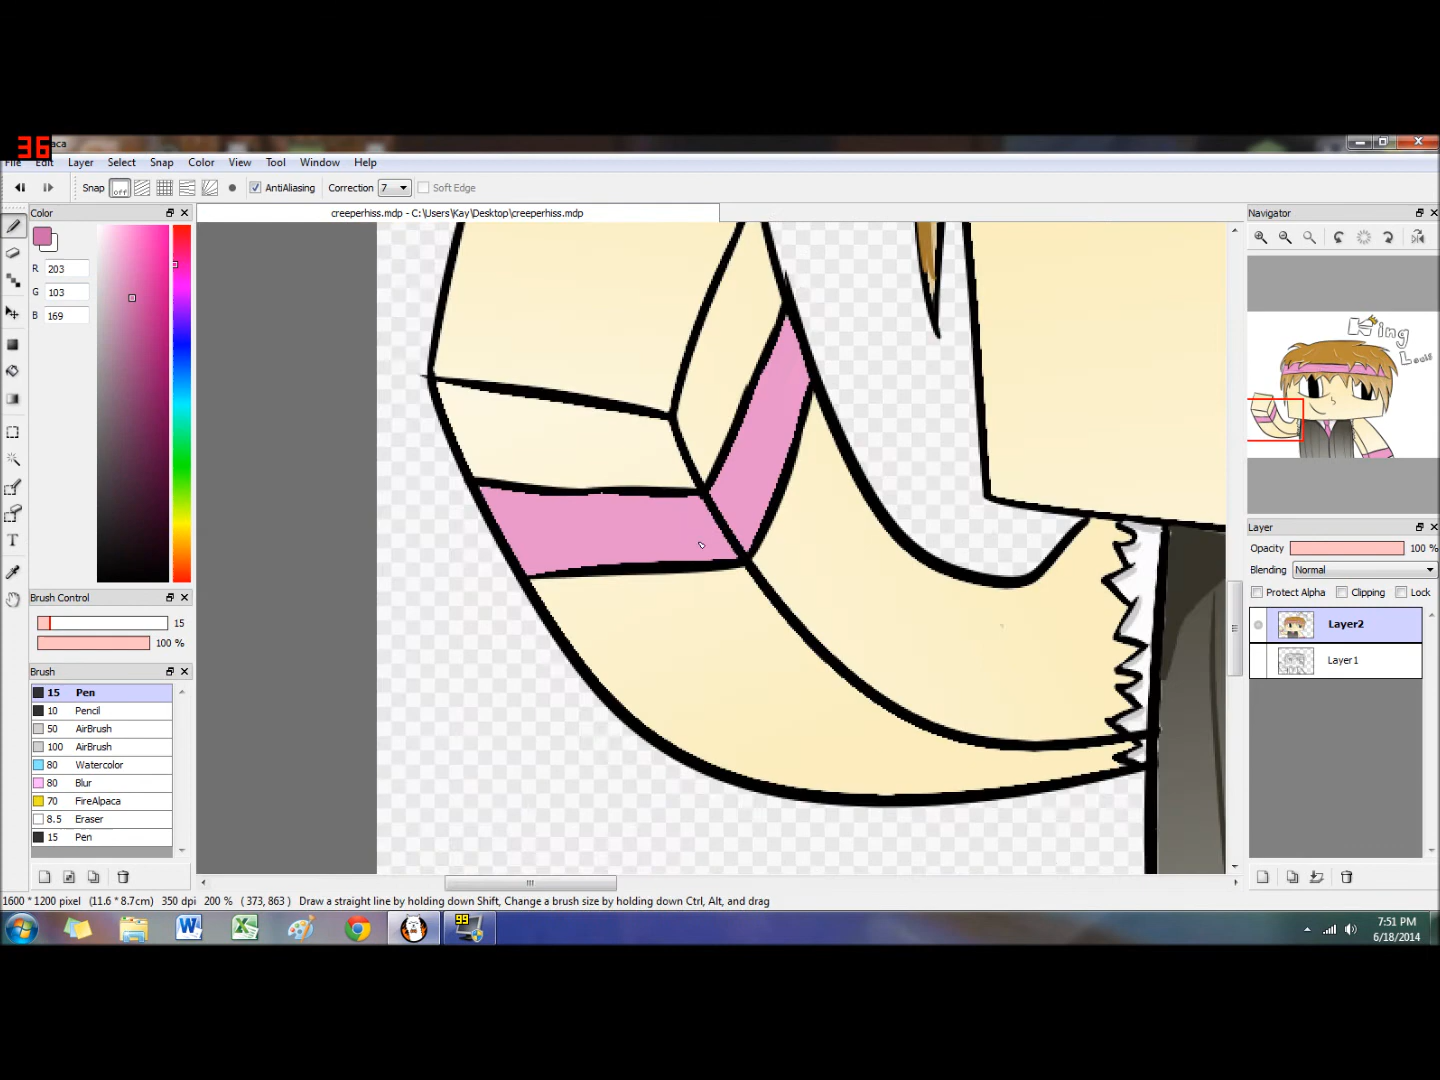 36
aca
File Edit Layer Select Snap Color View Tool Window Help
Snap off AntiAliasing Correction 7 Soft Edge
Color
creeperhiss.mdp - C:\Users\Kay\Desktop\creeperhiss.mdp
Navigator
R 203
G 103
B 169
King
Louis
Brush Control
15
100 %
Brush
15 Pen
10 Pencil
50 AirBrush
100 AirBrush
80 Watercolor
80 Blur
70 FireAlpaca
8.5 Eraser
15 Pen
Layer
Opacity 100 %
Blending Normal
Protect Alpha Clipping Lock
Layer2
Layer1
1600 * 1200 pixel (11.6 * 8.7cm) 350 dpi 200 % ( 373, 863 ) Draw a straight line by holding down Shift, Change a brush size by holding down Ctrl, Alt, and drag
99
7:51 PM
6/18/2014